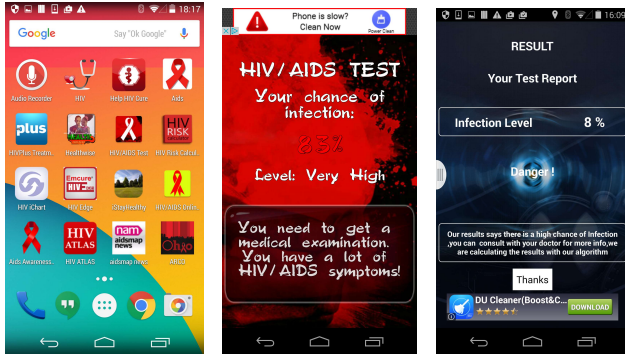 18:17
Google
Say "Ok Google"
Audio Recorder
HIV
Help HIV Cure
Aids
plus
HIV RISK
HIVPlus Treatm..
Healthwise
HIV/AIDS Test
HIV Risk Calcul..
Emcure
HIV
HIV iChart
HIV Edge
iStayHealthy
HIV/AIDS Unin..
HIV ATLAS
nam
aidsmap
news
Ohgo
Aids Awareness..
HIV ATLAS
aidsmap news
Phone is slow?
Clean Now
Power Clean
HIV/AIDS TEST
Your chance of
infection:
83%
Level: Very High
You need to get a
medical examination.
You have a lot of
HIV/AIDS symptoms!
16:09
RESULT
Your Test Report
Infection Level 8 %
Danger !
Our results says there is a high chance of Infection
,you can consult with your doctor for more info,we
are calculating the results with our algorithm
Thanks
DU Cleaner(Boost&C...
DOWNLOAD